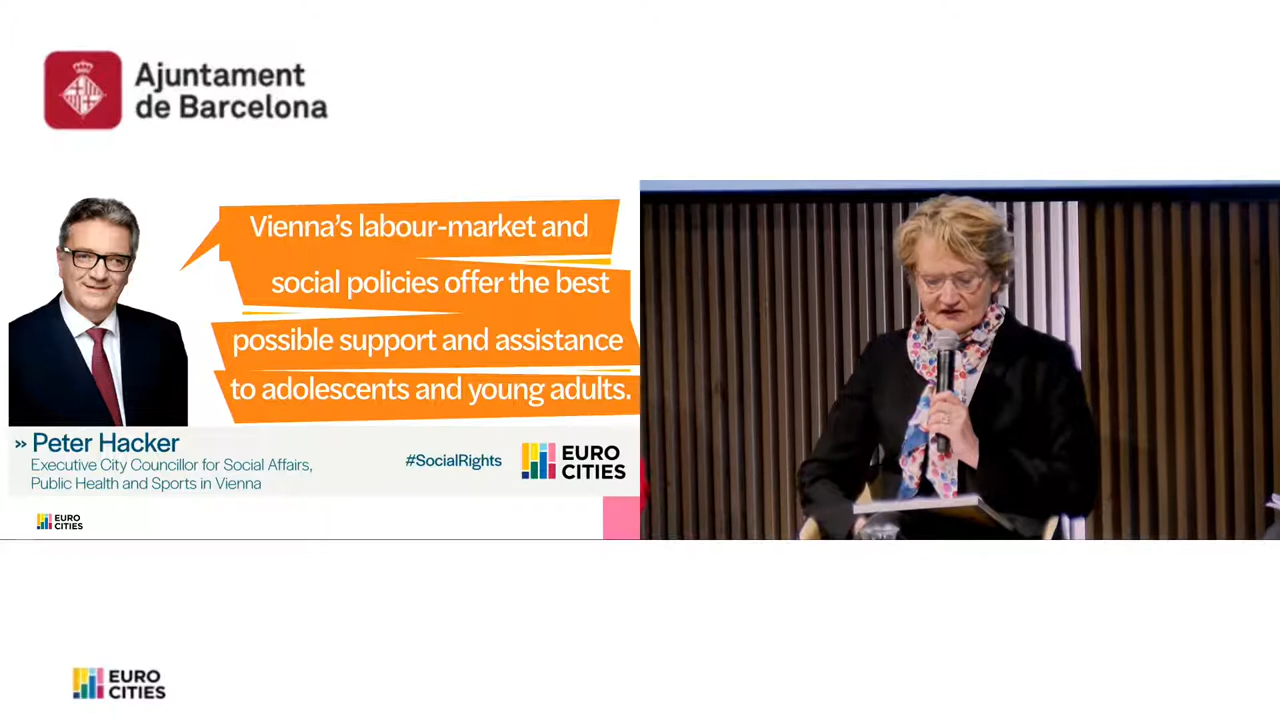 Ajuntament
de Barcelona
Vienna’s labour-market and
social policies offer the best
possible support and assistance
to adolescents and young adults.
» Peter Hacker
Executive City Councillor for Social Affairs,
Public Health and Sports in Vienna
#SocialRights
EURO
CITIES
EURO
CITIES
EURO
CITIES